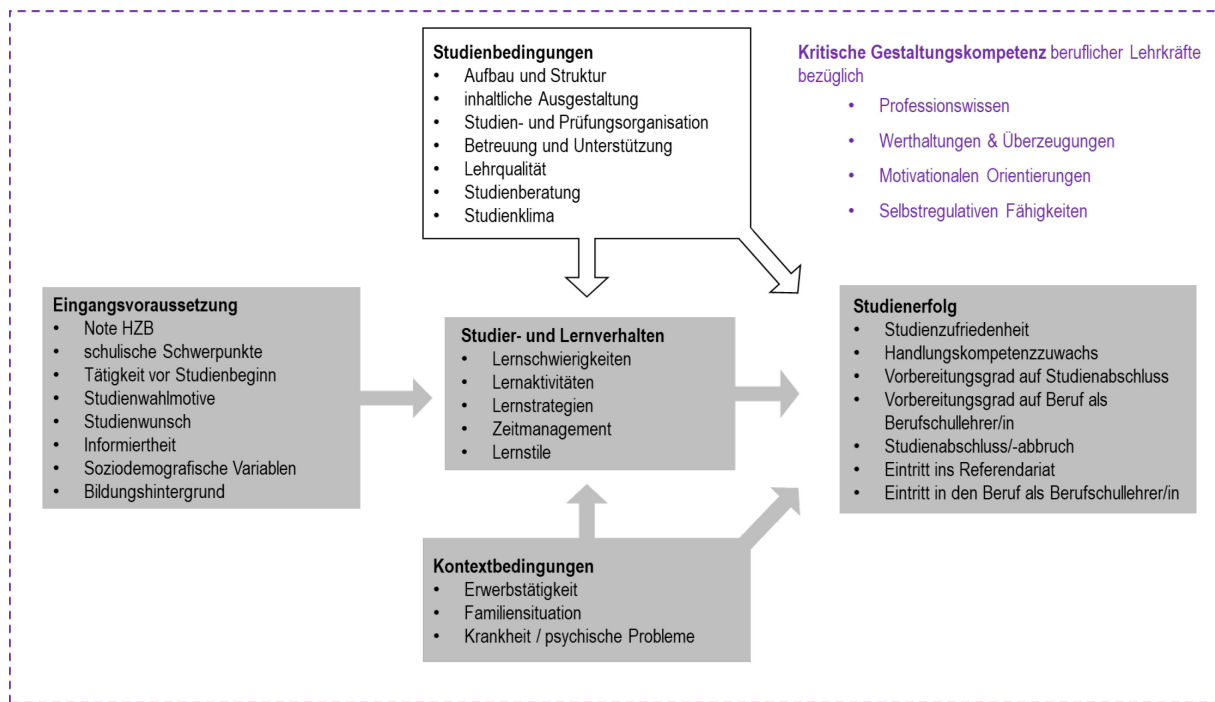 Studienbedingungen
• Aufbau und Struktur
• inhaltliche Ausgestaltung
• Studien- und Prüfungsorganisation
• Betreuung und Unterstützung
• Lehrqualität
• Studienberatung
• Studienklima
Kritische Gestaltungskompetenz beruflicher Lehrkräfte
bezüglich
• Professionswissen
• Werthaltungen & Überzeugungen
• Motivationalen Orientierungen
• Selbstregulativen Fähigkeiten
Eingangsvoraussetzung
• Note HZB
• schulische Schwerpunkte
• Tätigkeit vor Studienbeginn
• Studienwahlmotive
• Studienwunsch
• Informiertheit
• Soziodemografische Variablen
• Bildungshintergrund
Studier- und Lernverhalten
• Lernschwierigkeiten
• Lernaktivitäten
• Lernstrategien
• Zeitmanagement
• Lernstile
Studienerfolg
• Studienzufriedenheit
• Handlungskompetenzzuwachs
• Vorbereitungsgrad auf Studienabschluss
• Vorbereitungsgrad auf Beruf als
Berufschullehrer/in
• Studienabschluss/-abbruch
• Eintritt ins Referendariat
• Eintritt in den Beruf als Berufschullehrer/in
Kontextbedingungen
• Erwerbstätigkeit
• Familiensituation
• Krankheit / psychische Probleme